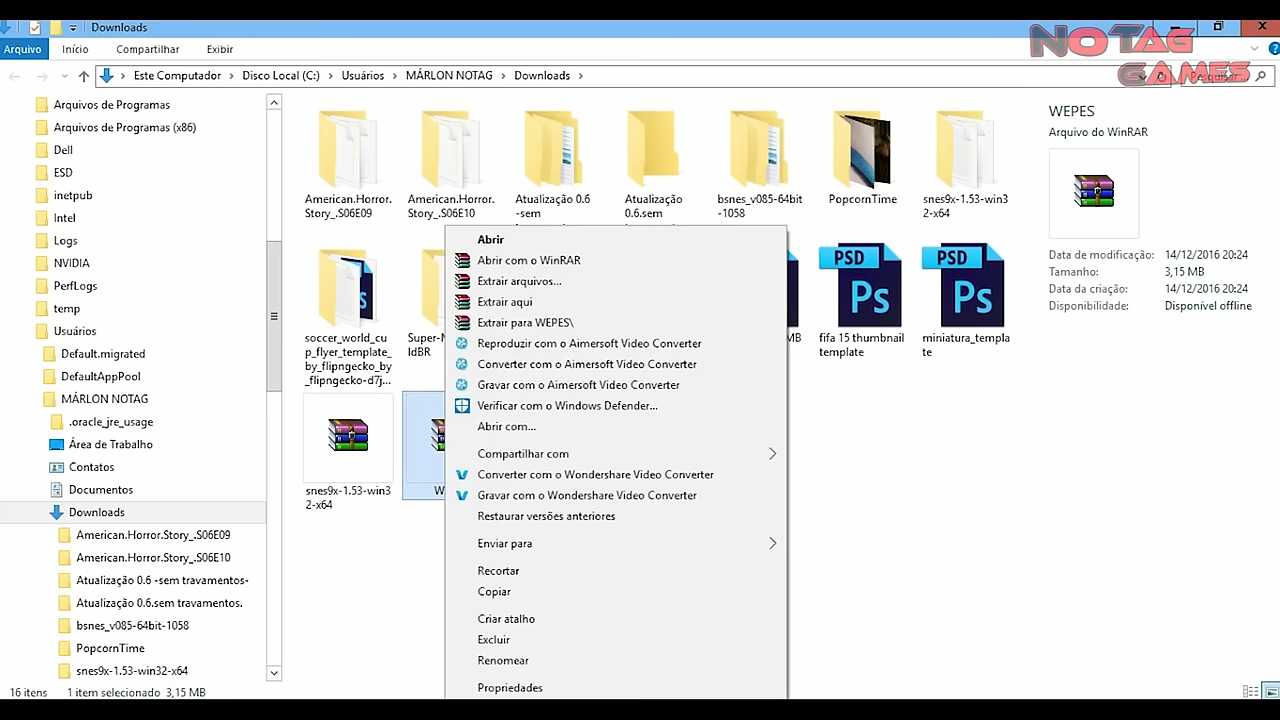 Downloads
NoTag
Games
Arquivo
Início
Compartilhar
Exibir
Este Computador
Disco Local (C:)
Usuários
MÁRLON NOTAG
Downloads
Arquivos de Programas
Arquivos de Programas (x86)
Dell
ESD
inetpub
Intel
Logs
NVIDIA
PerfLogs
temp
Usuários
Default.migrated
DefaultAppPool
MÁRLON NOTAG
.oracle_jre_usage
Área de Trabalho
Contatos
Documentos
Downloads
American.Horror.Story_.S06E09
American.Horror.Story_.S06E10
Atualização 0.6 -sem travamentos-
Atualização 0.6.sem travamentos.
bsnes_v085-64bit-1058
PopcornTime
snes9x-1.53-win32-x64
American.Horror.
Story_.S06E09
American.Horror.
Story_.S06E10
Atualização 0.6
-sem
Atualização
0.6.sem
bsnes_v085-64bit
-1058
PopcornTime
snes9x-1.53-win3
2-x64
soccer_world_cu
p_flyer_template_
by_flipngecko_by
_flipngecko-d7j...
Super-
ldBR
MB
PSD
Ps
fifa 15 thumbnail
template
PSD
Ps
miniatura_templa
te
snes9x-1.53-win3
2-x64
W
Abrir
Abrir com o WinRAR
Extrair arquivos...
Extrair aqui
Extrair para WEPES\
Reproduzir com o Aimersoft Video Converter
Converter com o Aimersoft Video Converter
Gravar com o Aimersoft Video Converter
Verificar com o Windows Defender...
Abrir com...
Compartilhar com
Converter com o Wondershare Video Converter
Gravar com o Wondershare Video Converter
Restaurar versões anteriores
Enviar para
Recortar
Copiar
Criar atalho
Excluir
Renomear
Propriedades
WEPES
Arquivo do WinRAR
Data de modificação: 14/12/2016 20:24
Tamanho: 3,15 MB
Data da criação: 14/12/2016 20:24
Disponibilidade: Disponível offline
16 itens 1 item selecionado 3,15 MB